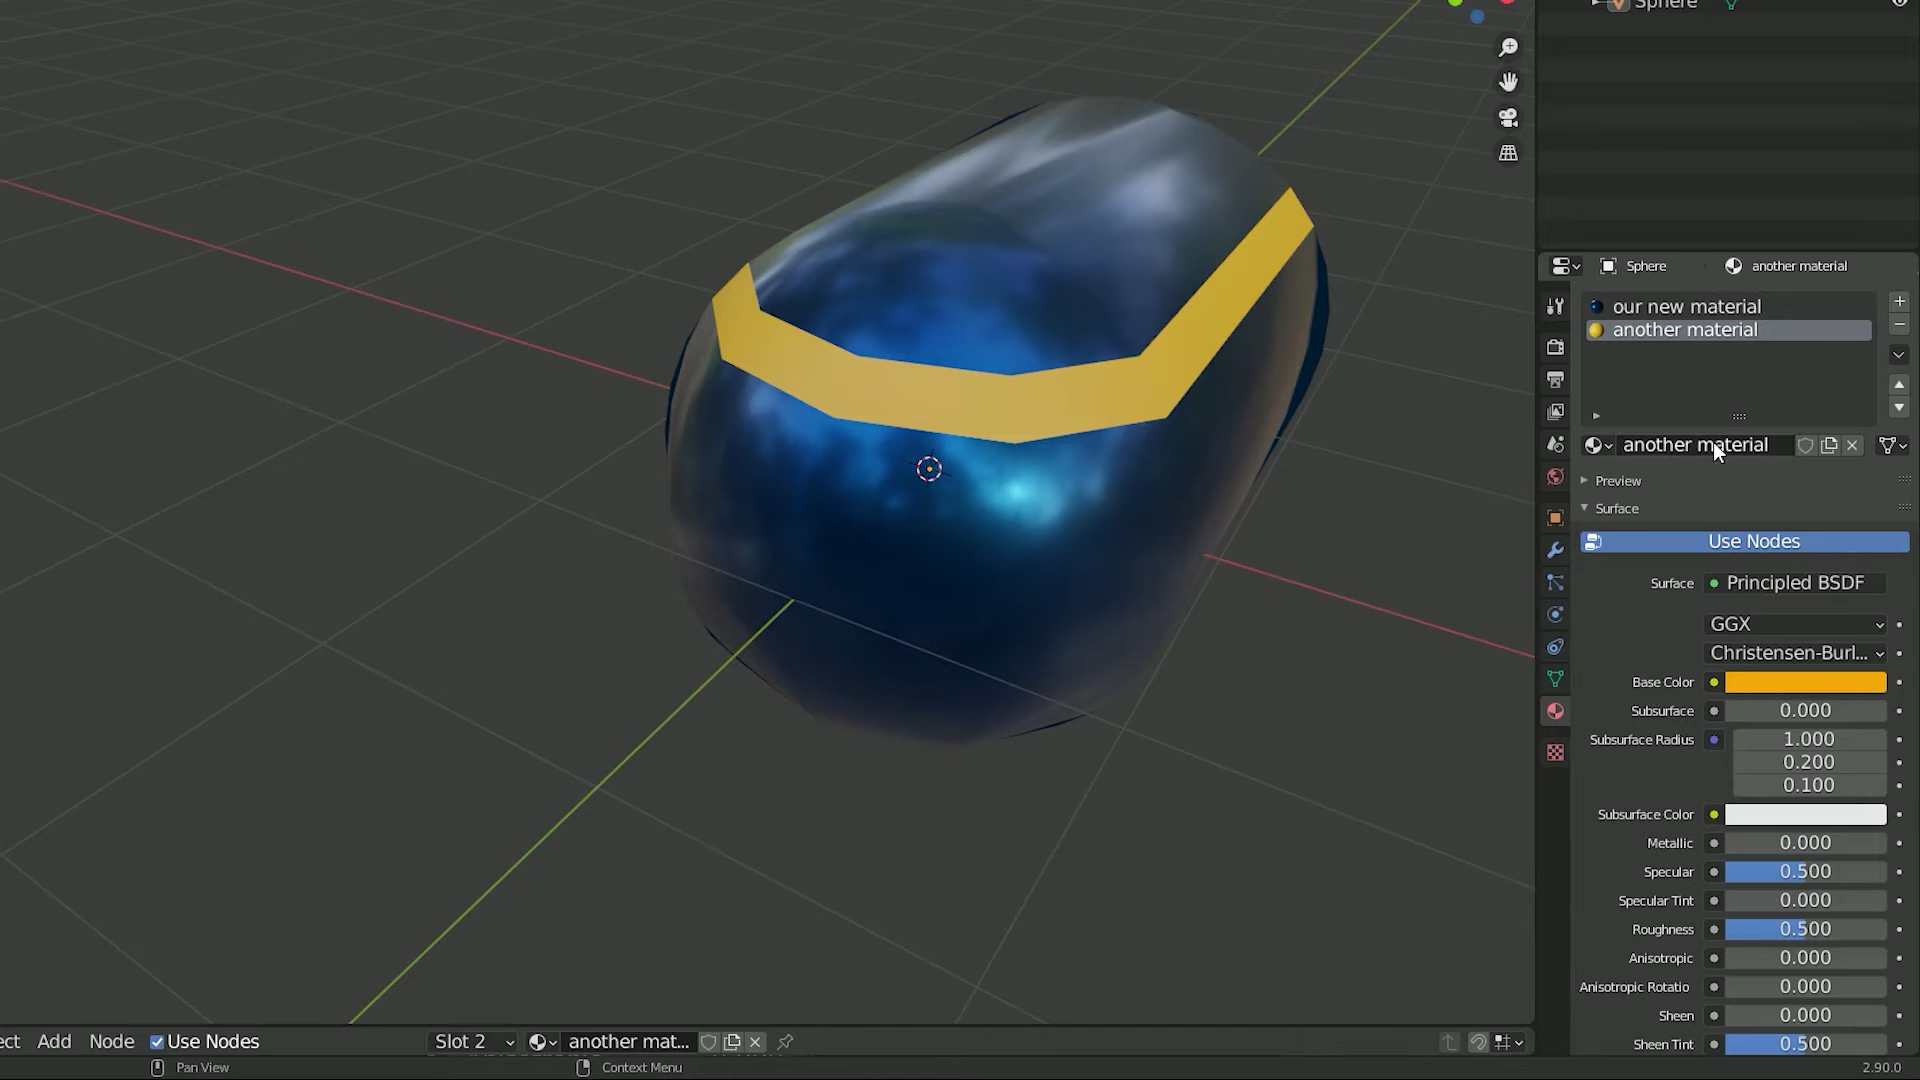 Sphere
Sphere another material
our new material
another material
another material
Preview
Surface
Use Nodes
Surface Principled BSDF
GGX
Christensen-Burl...
Base Color
Subsurface 0.000
Subsurface Radius 1.000
0.200
0.100
Subsurface Color
Metallic 0.000
Specular 0.500
Specular Tint 0.000
Roughness 0.500
Anisotropic 0.000
Anisotropic Rotatio 0.000
Sheen 0.000
Sheen Tint 0.500
ect Add Node Use Nodes Slot 2 another mat...
Pan View Context Menu 2.90.0